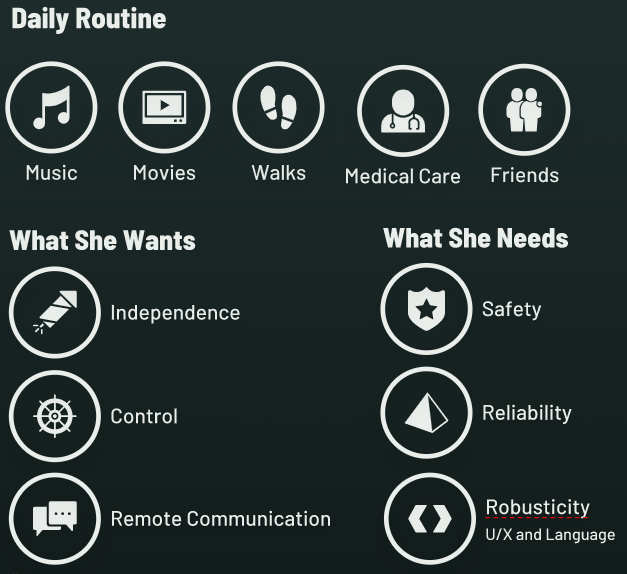 Daily Routine
Music
Movies
Walks
Medical Care
Friends
What She Wants
Independence
Control
Remote Communication
What She Needs
Safety
Reliability
Robusticity
U/X and Language